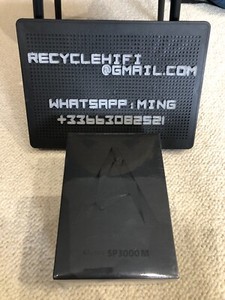 RECYCLEHIFI
@GMAIL.COM
WHATSAPP:MING
+33663082521
SP1000M